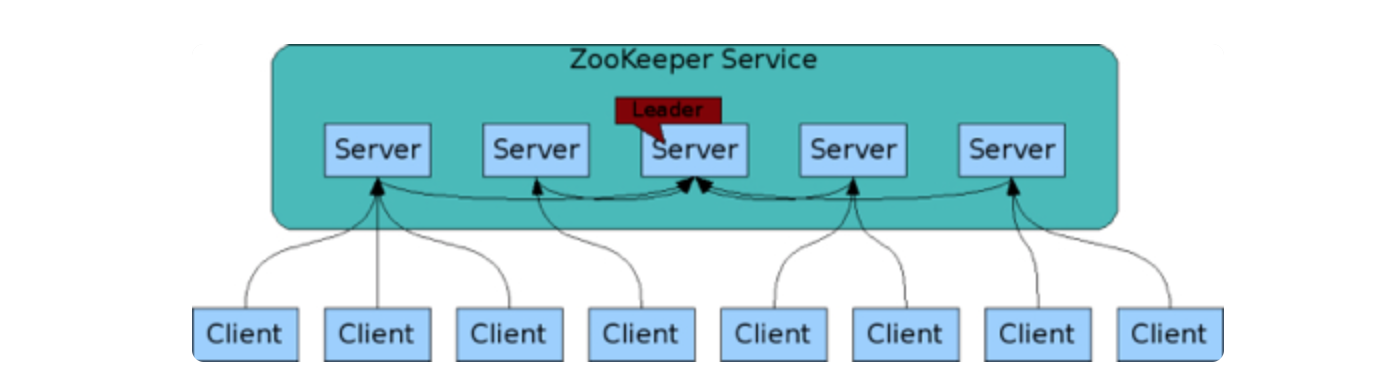 ZooKeeper Service
Leader
Server Server Server Server Server
Client Client Client Client Client Client Client Client